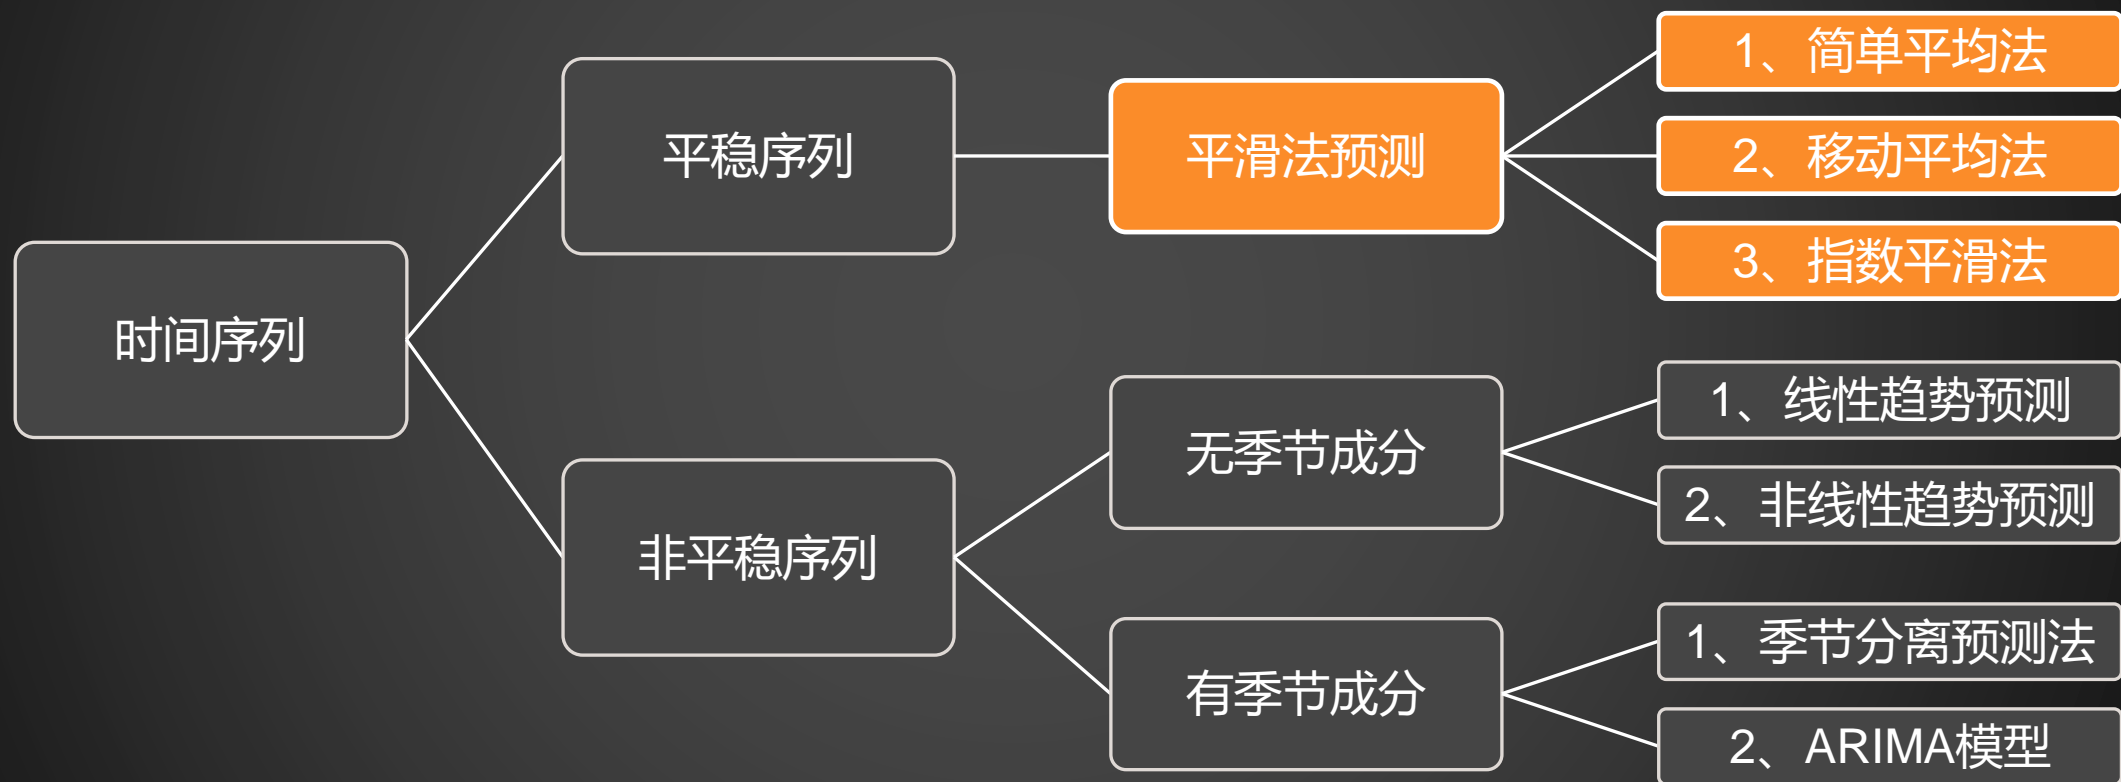 时间序列
平稳序列
平滑法预测
1、简单平均法
2、移动平均法
3、指数平滑法
非平稳序列
无季节成分
1、线性趋势预测
2、非线性趋势预测
有季节成分
1、季节分离预测法
2、ARIMA模型